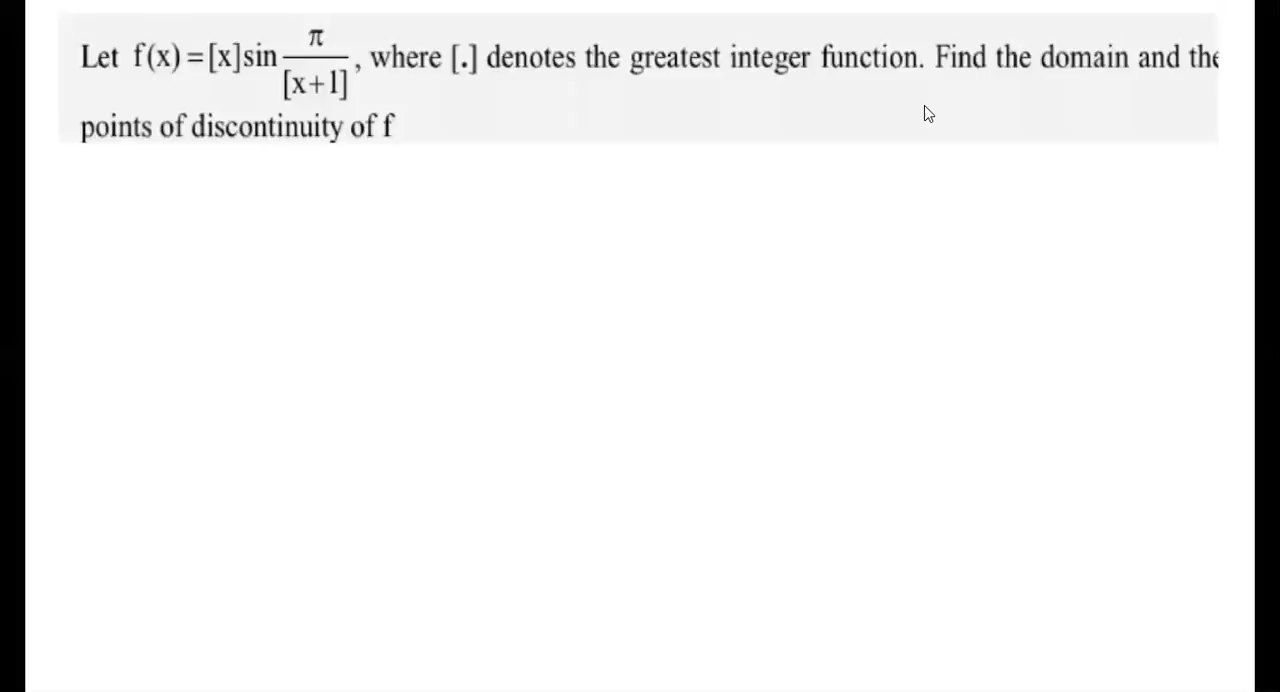 Let f(x)=[x]sin π/[x+1], where [.] denotes the greatest integer function. Find the domain and the
points of discontinuity of f